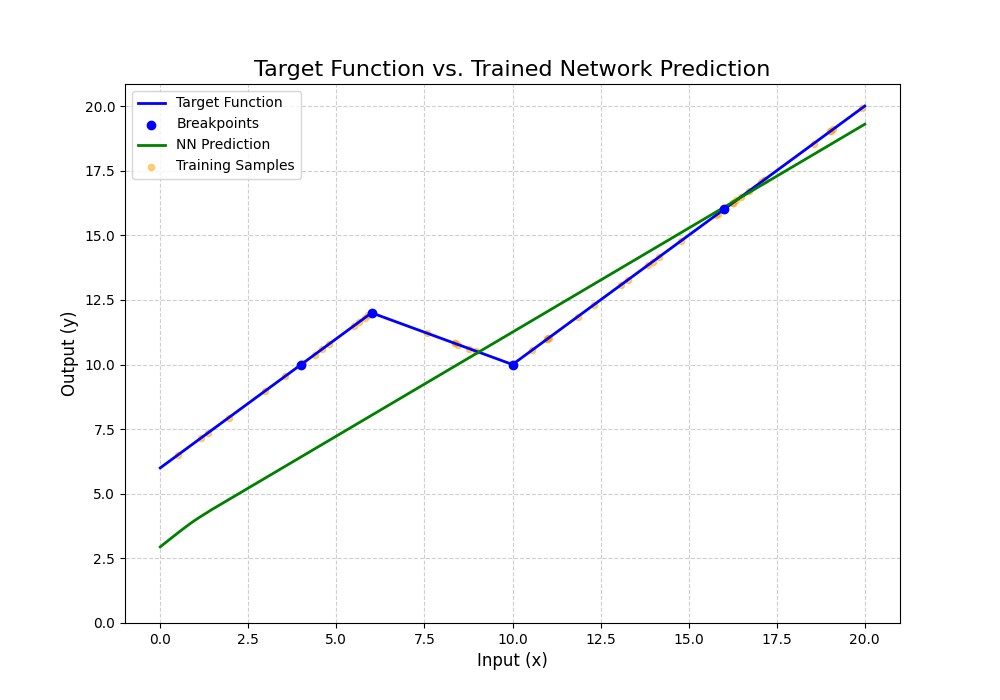 Target Function vs. Trained Network Prediction
Target Function
Breakpoints
NN Prediction
Training Samples
20.0
17.5
15.0
12.5
10.0
7.5
5.0
2.5
0.0
Output (y)
0.0 2.5 5.0 7.5 10.0 12.5 15.0 17.5 20.0
Input (x)